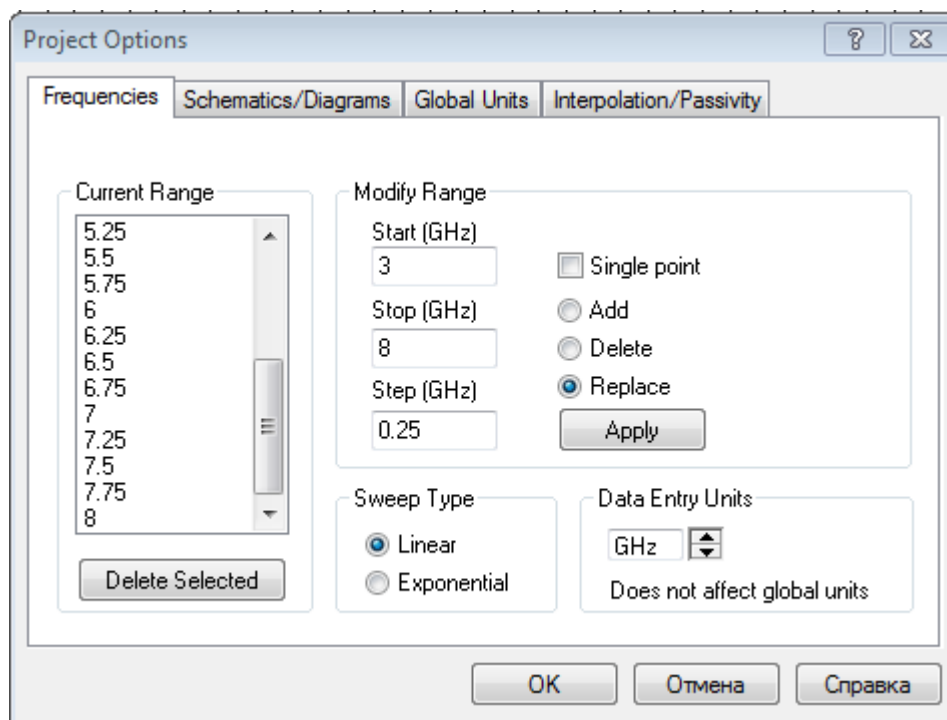 Project Options
Frequencies Schematics/Diagrams Global Units Interpolation/Passivity
Current Range
5.25
5.5
5.75
6
6.25
6.5
6.75
7
7.25
7.5
7.75
8
Delete Selected
Modify Range
Start (GHz)
3
Single point
Stop (GHz)
Add
8
Delete
Step (GHz)
Replace
0.25
Apply
Sweep Type
Linear
Exponential
Data Entry Units
GHz
Does not affect global units
OK Отмена Справка